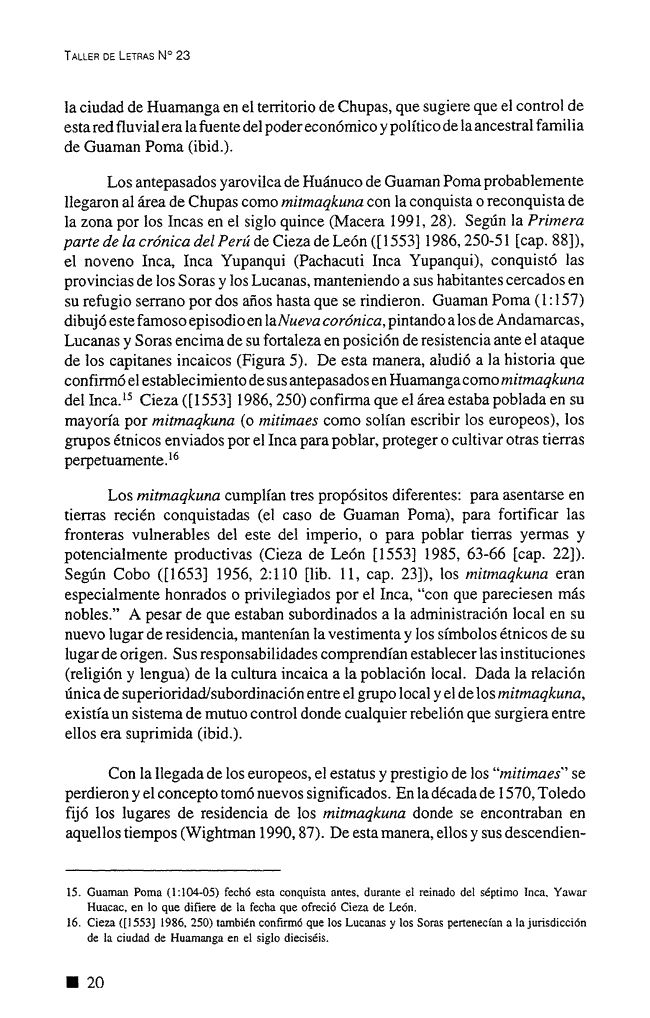 TALLER DE LETRAS N° 23
la ciudad de Huamanga en el territorio de Chupas, que sugiere que el control de
esta red fluvial era la fuente del poder económico y político de la ancestral familia
de Guaman Poma (ibid.).
Los antepasados yarovilca de Huánuco de Guaman Poma probablemente
llegaron al área de Chupas como mitmaqkuna con la conquista o reconquista de
la zona por los Incas en el siglo quince (Macera 1991, 28). Según la Primera
parte de la crónica del Perú de Cieza de León ([1553] 1986, 250-51 [cap. 88]),
el noveno Inca, Inca Yupanqui (Pachacuti Inca Yupanqui), conquistó las
provincias de los Soras y los Lucanas, manteniendo a sus habitantes cercados en
su refugio serrano por dos años hasta que se rindieron. Guaman Poma (1:157)
dibujó este famoso episodio en la Nueva corónica, pintando a los de Andamarcas,
Lucanas y Soras encima de su fortaleza en posición de resistencia ante el ataque
de los capitanes incaicos (Figura 5). De esta manera, aludió a la historia que
confirmó el establecimiento de sus antepasados en Huamanga como mitmaqkuna
del Inca.15 Cieza ([1553] 1986, 250) confirma que el área estaba poblada en su
mayoría por mitmaqkuna (o mitimaes como solían escribir los europeos), los
grupos étnicos enviados por el Inca para poblar, proteger o cultivar otras tierras
perpetuamente.16
Los mitmaqkuna cumplían tres propósitos diferentes: para asentarse en
tierras recién conquistadas (el caso de Guaman Poma), para fortificar las
fronteras vulnerables del este del imperio, o para poblar tierras yermas y
potencialmente productivas (Cieza de León [1553] 1985, 63-66 [cap. 22]).
Según Cobo ([1653] 1956, 2:110 [lib. 11, cap. 23]), los mitmaqkuna eran
especialmente honrados o privilegiados por el Inca, “con que pareciesen más
nobles.” A pesar de que estaban subordinados a la administración local en su
nuevo lugar de residencia, mantenían la vestimenta y los símbolos étnicos de su
lugar de origen. Sus responsabilidades comprendían establecer las instituciones
(religión y lengua) de la cultura incaica a la población local. Dada la relación
única de superioridad/subordinación entre el grupo local y el de los mitmaqkuna,
existía un sistema de mutuo control donde cualquier rebelión que surgiera entre
ellos era suprimida (ibid.).
Con la llegada de los europeos, el estatus y prestigio de los “mitimaes” se
perdieron y el concepto tomó nuevos significados. En la década de 1570, Toledo
fijó los lugares de residencia de los mitmaqkuna donde se encontraban en
aquellos tiempos (Wightman 1990, 87). De esta manera, ellos y sus descendien-
15. Guaman Poma (1:104-05) fechó esta conquista antes, durante el reinado del séptimo Inca, Yawar
Huacac, en lo que difiere de la fecha que ofreció Cieza de León.
16. Cieza ([1553] 1986, 250) también confirmó que los Lucanas y los Soras pertenecían a la jurisdicción
de la ciudad de Huamanga en el siglo dieciséis.
■ 20